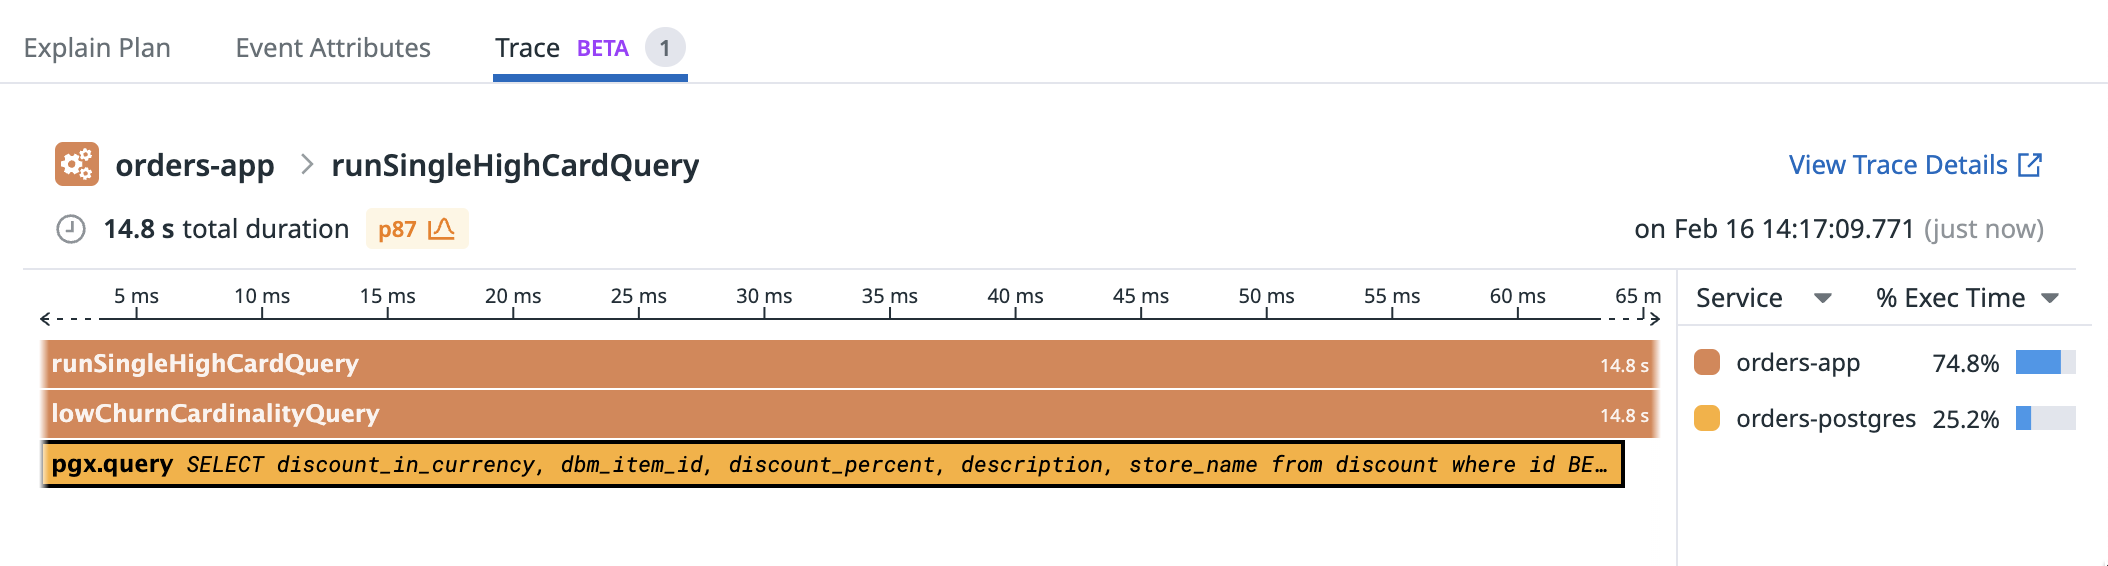 Explain Plan Event Attributes Trace BETA 1
orders-app > runSingleHighCardQuery View Trace Details
14.8 s total duration p87 on Feb 16 14:17:09.771 (just now)
5 ms 10 ms 15 ms 20 ms 25 ms 30 ms 35 ms 40 ms 45 ms 50 ms 55 ms 60 ms 65 m Service % Exec Time
runSingleHighCardQuery 14.8 s orders-app 74.8%
lowChurnCardinalityQuery 14.8 s orders-postgres 25.2%
pgx.query SELECT discount_in_currency, dbm_item_id, discount_percent, description, store_name from discount where id BE…